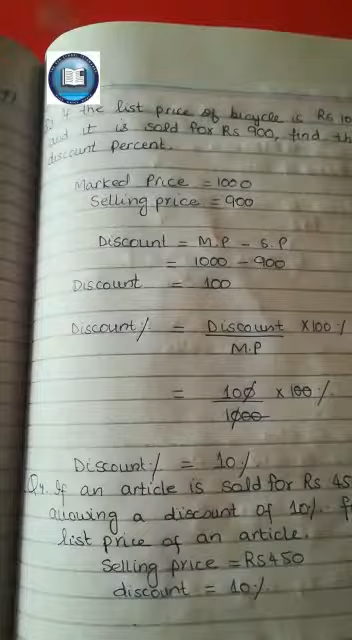 If the list price of bicycle is Rs 10
and it is sold for Rs 900, find th
discount Percent.
Marked Price = 1000
Selling price = 900
Discount = M.P - S.P
= 1000 - 900
Discount = 100
Discount% = Discount × 100%
M.P
= 100 × 100%
1000
Discount% = 10%
Q4. If an article is sold for Rs 45
allowing a discount of 10% f
list price of an article.
Selling price = RS450
discount = 10%